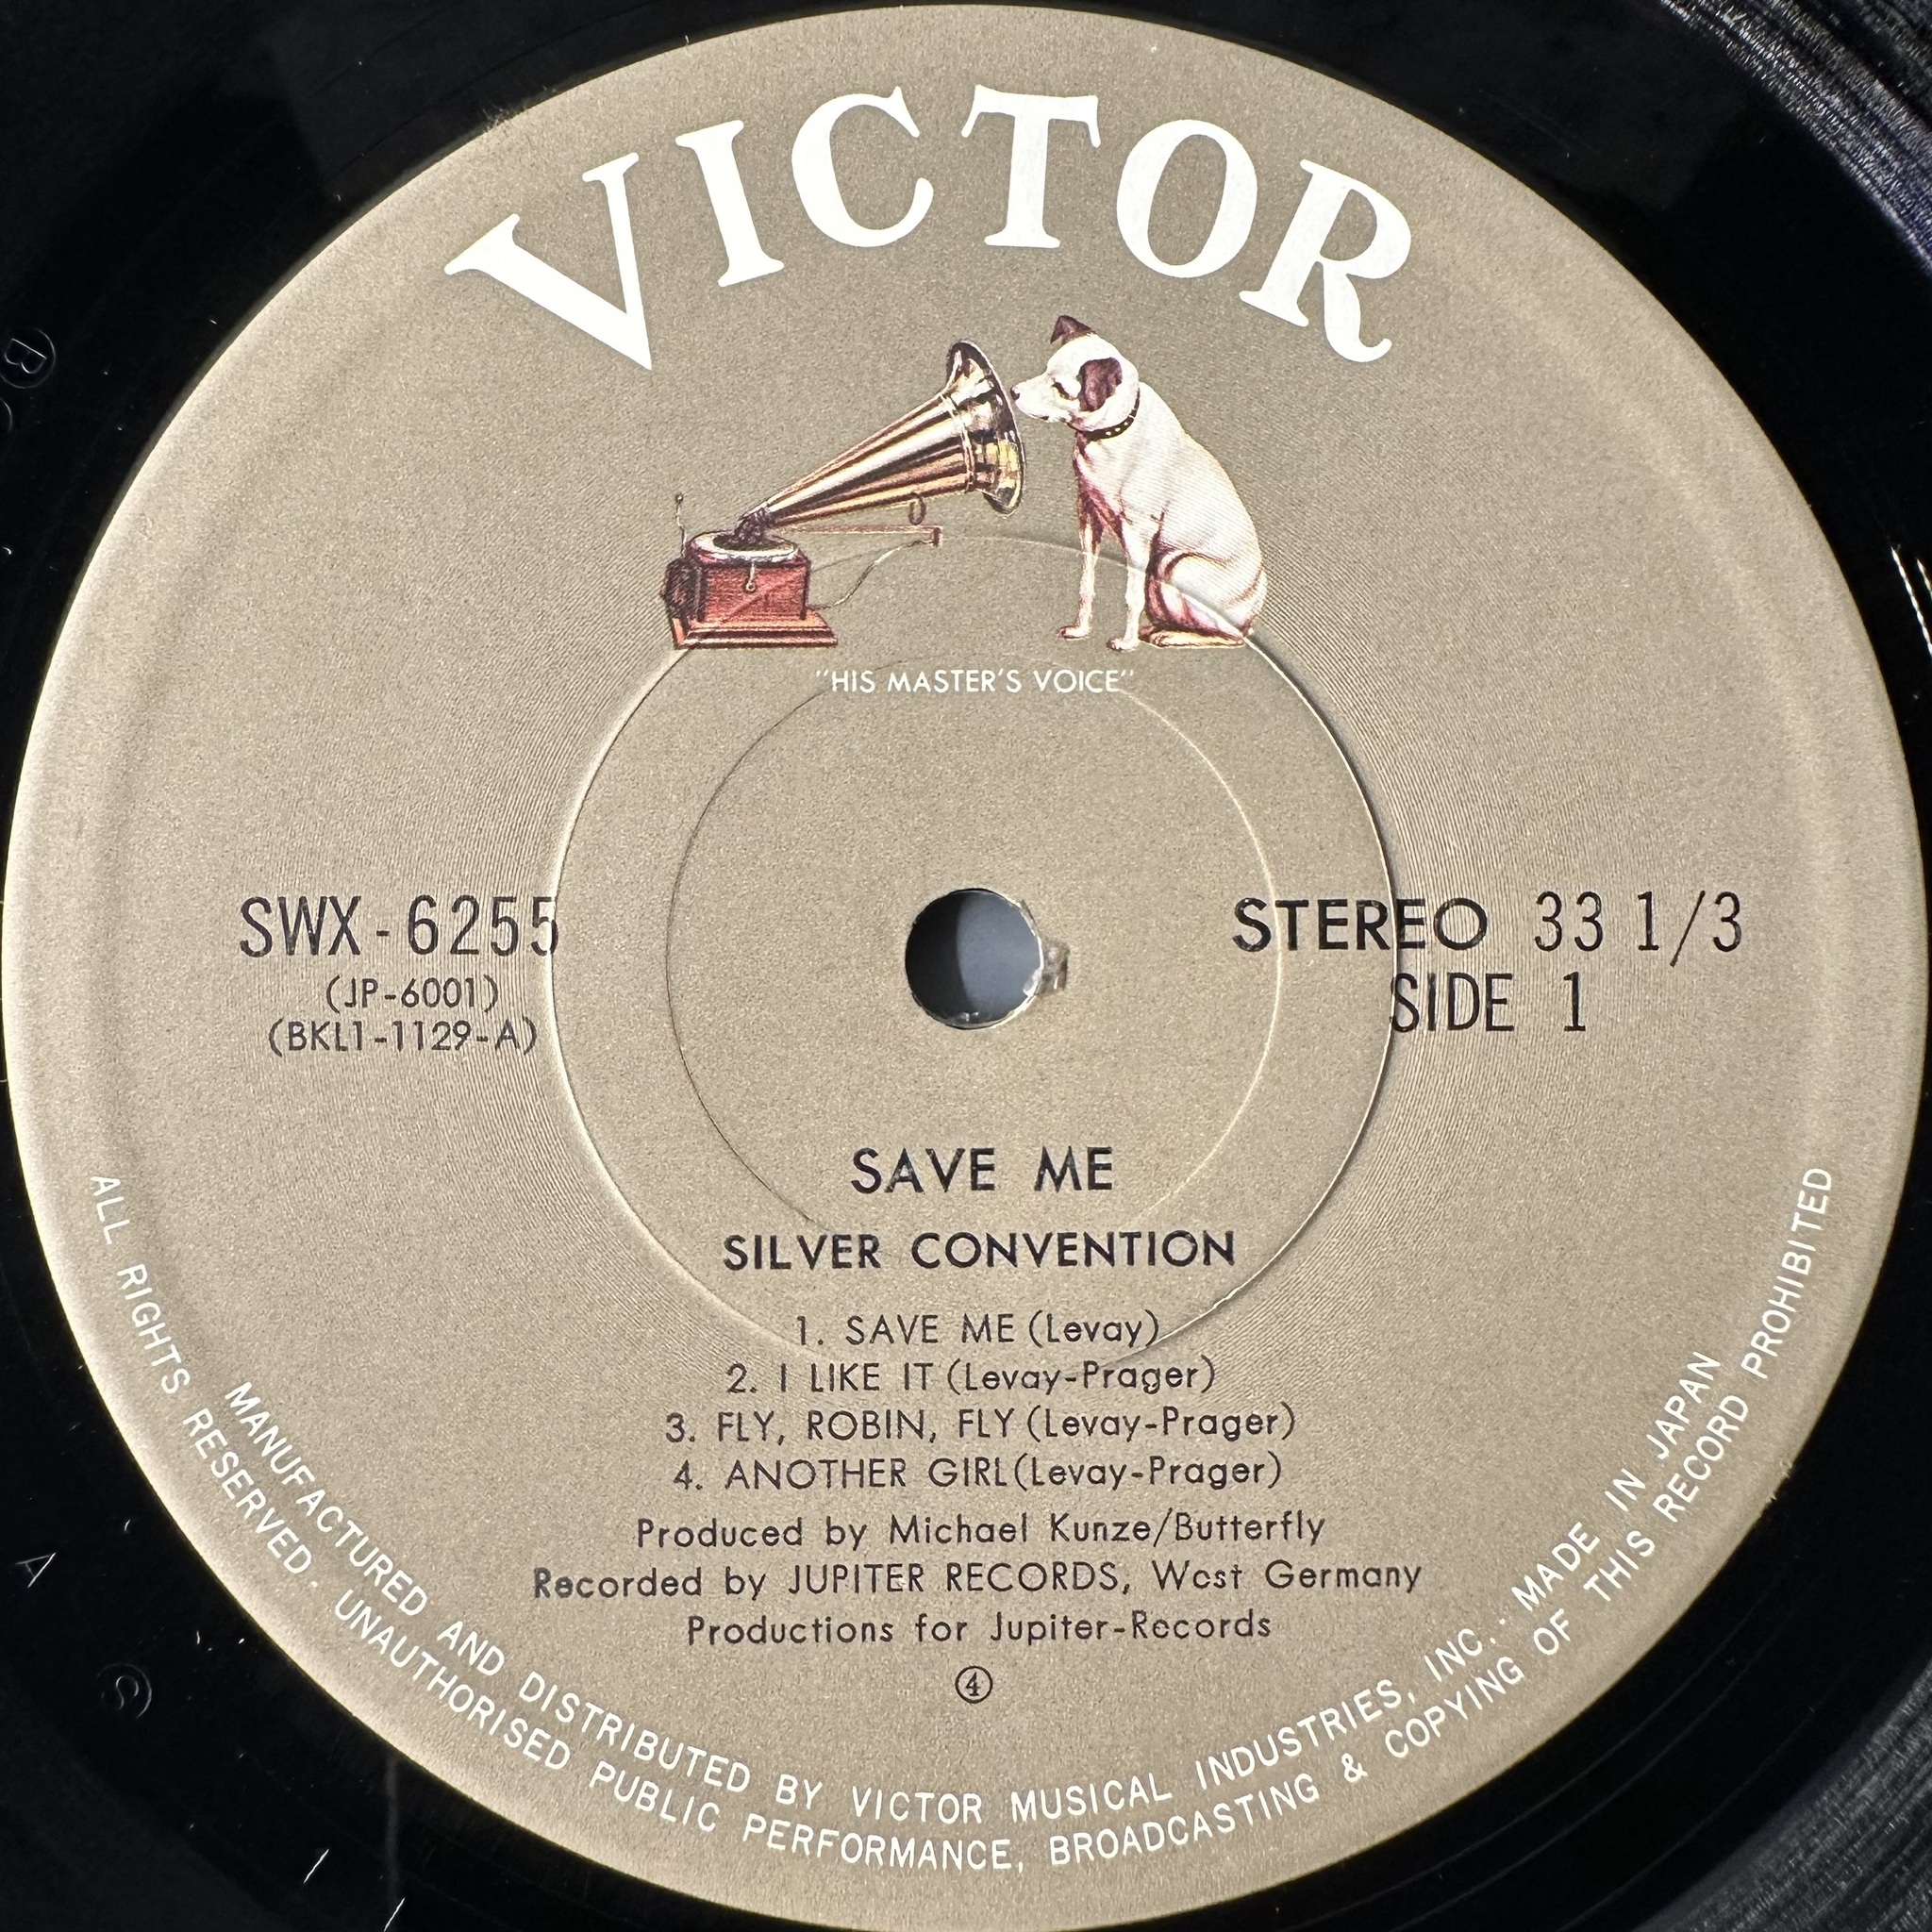 VICTOR
"HIS MASTER'S VOICE"
SWX-6255
(JP-6001)
(BKL1-1129-A)
STEREO 33 1/3
SIDE 1
SAVE ME
SILVER CONVENTION
1. SAVE ME (Levay)
2. I LIKE IT (Levay-Prager)
3. FLY, ROBIN, FLY (Levay-Prager)
4. ANOTHER GIRL (Levay-Prager)
Produced by Michael Kunze/Butterfly
Recorded by JUPITER RECORDS, West Germany
Productions for Jupiter-Records
④
MANUFACTURED AND DISTRIBUTED BY VICTOR MUSICAL INDUSTRIES, INC. · MADE IN JAPAN
ALL RIGHTS RESERVED · UNAUTHORISED PUBLIC PERFORMANCE, BROADCASTING & COPYING OF THIS RECORD PROHIBITED
B
A
S